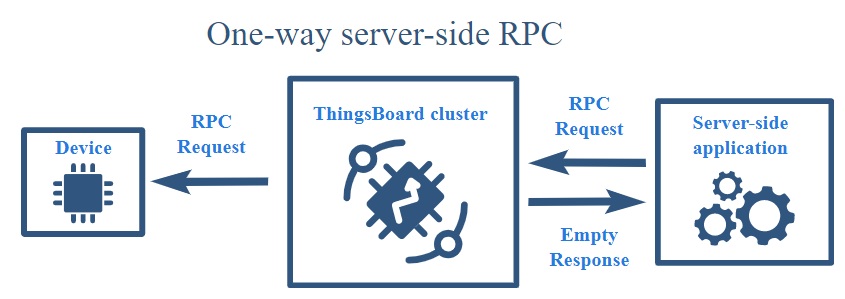 One-way server-side RPC
Device
RPC
Request
ThingsBoard cluster
RPC
Request
Empty
Response
Server-side
application